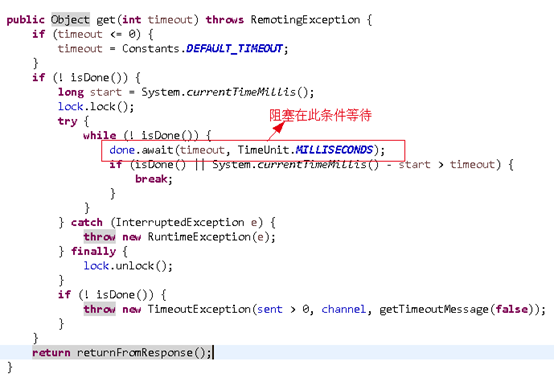 public Object get(int timeout) throws RemotingException {
    if (timeout <= 0) {
        timeout = Constants.DEFAULT_TIMEOUT;
    }
    if (! isDone()) {
        long start = System.currentTimeMillis();
        lock.lock();
        try {
            while (! isDone()) {
阻塞在此条件等待
                done.await(timeout, TimeUnit.MILLISECONDS);
                if (isDone() || System.currentTimeMillis() - start > timeout) {
                    break;
                }
            }
        } catch (InterruptedException e) {
            throw new RuntimeException(e);
        } finally {
            lock.unlock();
        }
        if (! isDone()) {
            throw new TimeoutException(sent > 0, channel, getTimeoutMessage(false));
        }
    }
    return returnFromResponse();
}